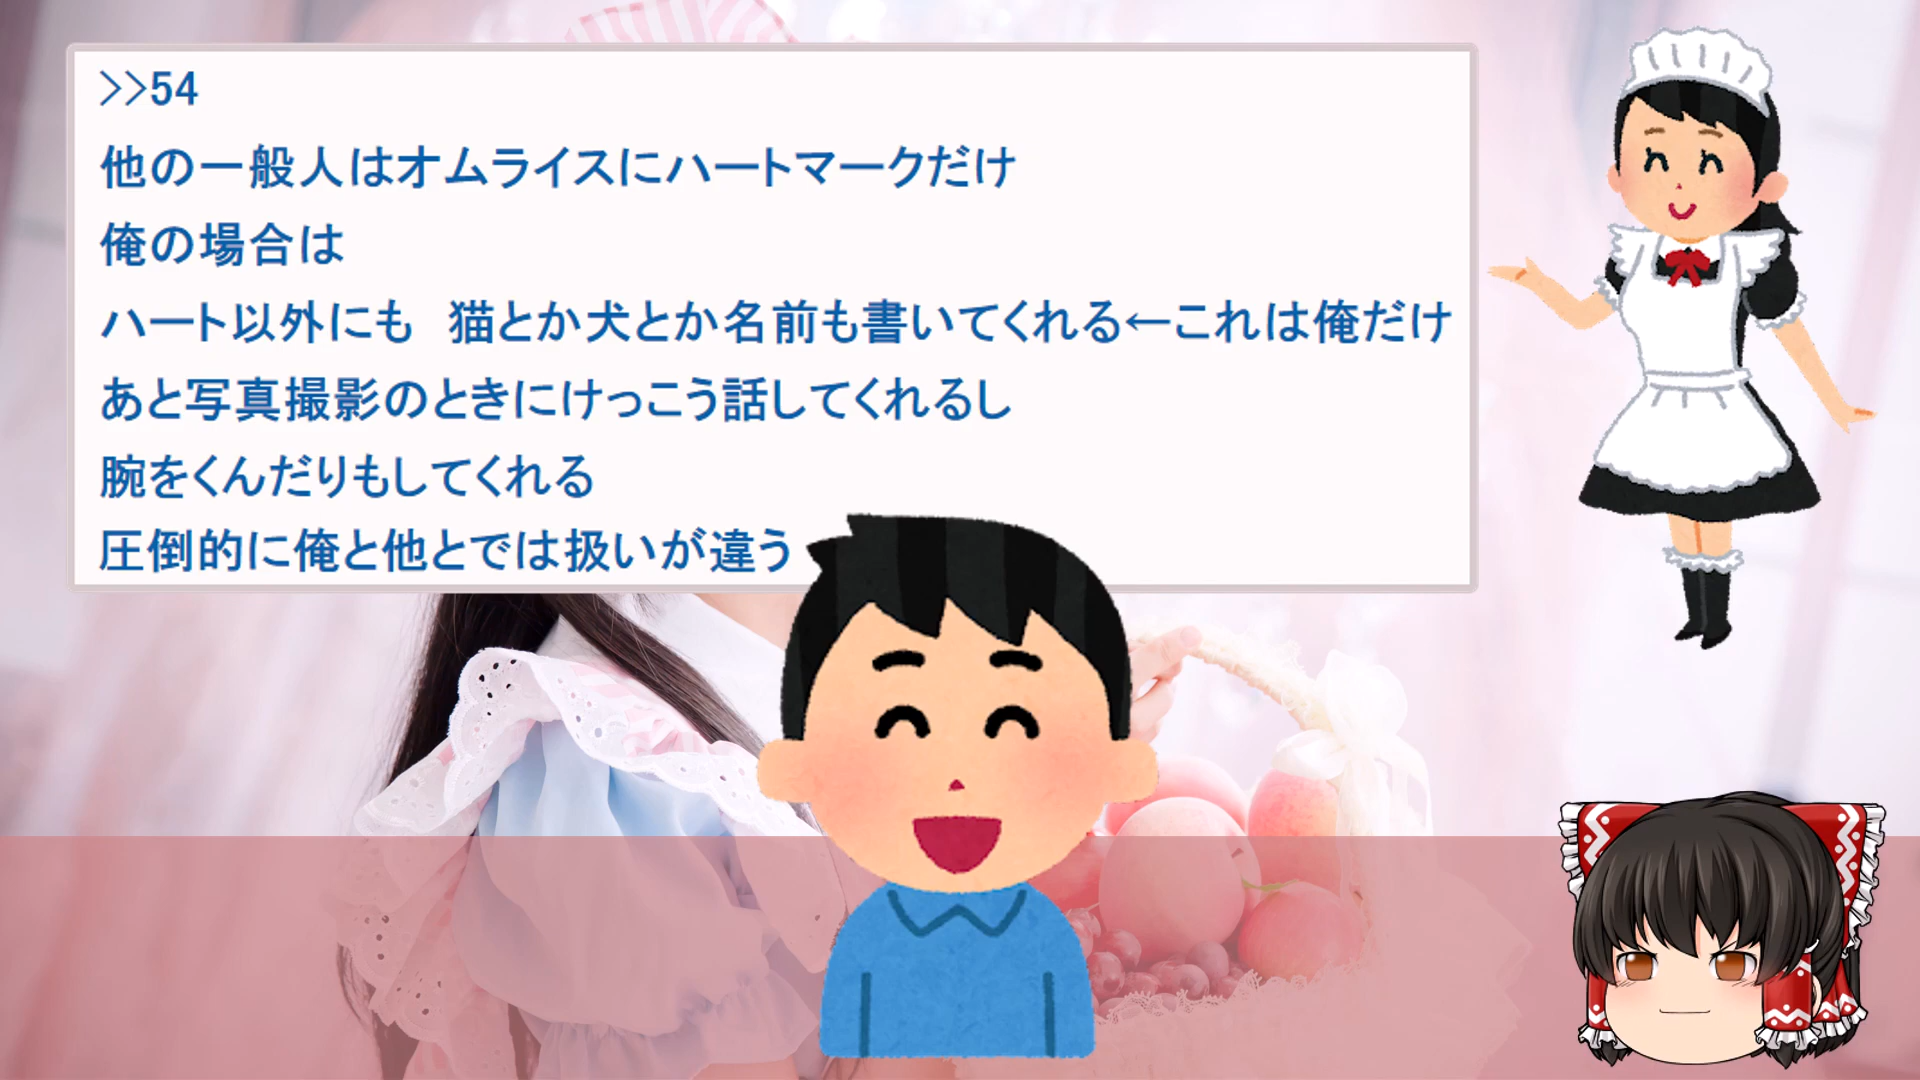 >>54
他の一般人はオムライスにハートマークだけ
俺の場合は
ハート以外にも　猫とか犬とか名前も書いてくれる←これは俺だけ
あと写真撮影のときにけっこう話してくれるし
腕をくんだりもしてくれる
圧倒的に俺と他とでは扱いが違う